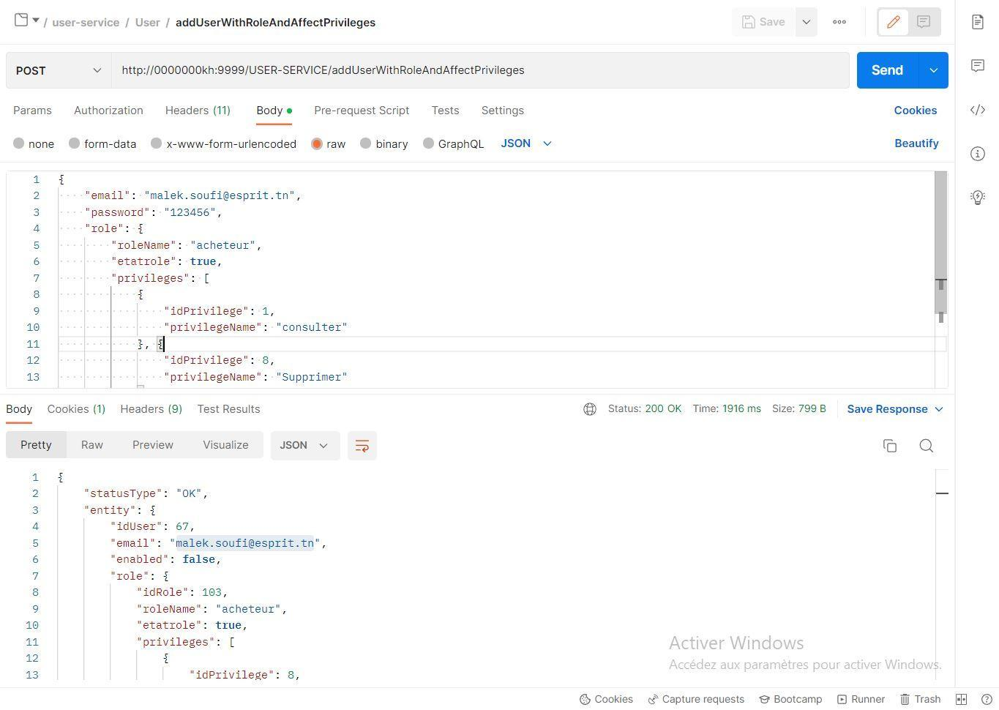 / user-service / User / addUserWithRoleAndAffectPrivileges
Save
POST
http://0000000kh:9999/USER-SERVICE/addUserWithRoleAndAffectPrivileges
Send
Params Authorization Headers (11) Body Pre-request Script Tests Settings Cookies
none form-data x-www-form-urlencoded raw binary GraphQL JSON Beautify
1 {
2 "email": "malek.soufi@esprit.tn",
3 "password": "123456",
4 "role": {
5 "roleName": "acheteur",
6 "etatrole": true,
7 "privileges": [
8 {
9 "idPrivilege": 1,
10 "privilegeName": "consulter"
11 }, {
12 "idPrivilege": 8,
13 "privilegeName": "Supprimer"
Body Cookies (1) Headers (9) Test Results Status: 200 OK Time: 1916 ms Size: 799 B Save Response
Pretty Raw Preview Visualize JSON
1 {
2 "statusType": "OK",
3 "entity": {
4 "idUser": 67,
5 "email": "malek.soufi@esprit.tn",
6 "enabled": false,
7 "role": {
8 "idRole": 103,
9 "roleName": "acheteur",
10 "etatrole": true,
11 "privileges": [
12 {
13 "idPrivilege": 8,
Activer Windows
Accédez aux paramètres pour activer Windows.
Cookies Capture requests Bootcamp Runner Trash